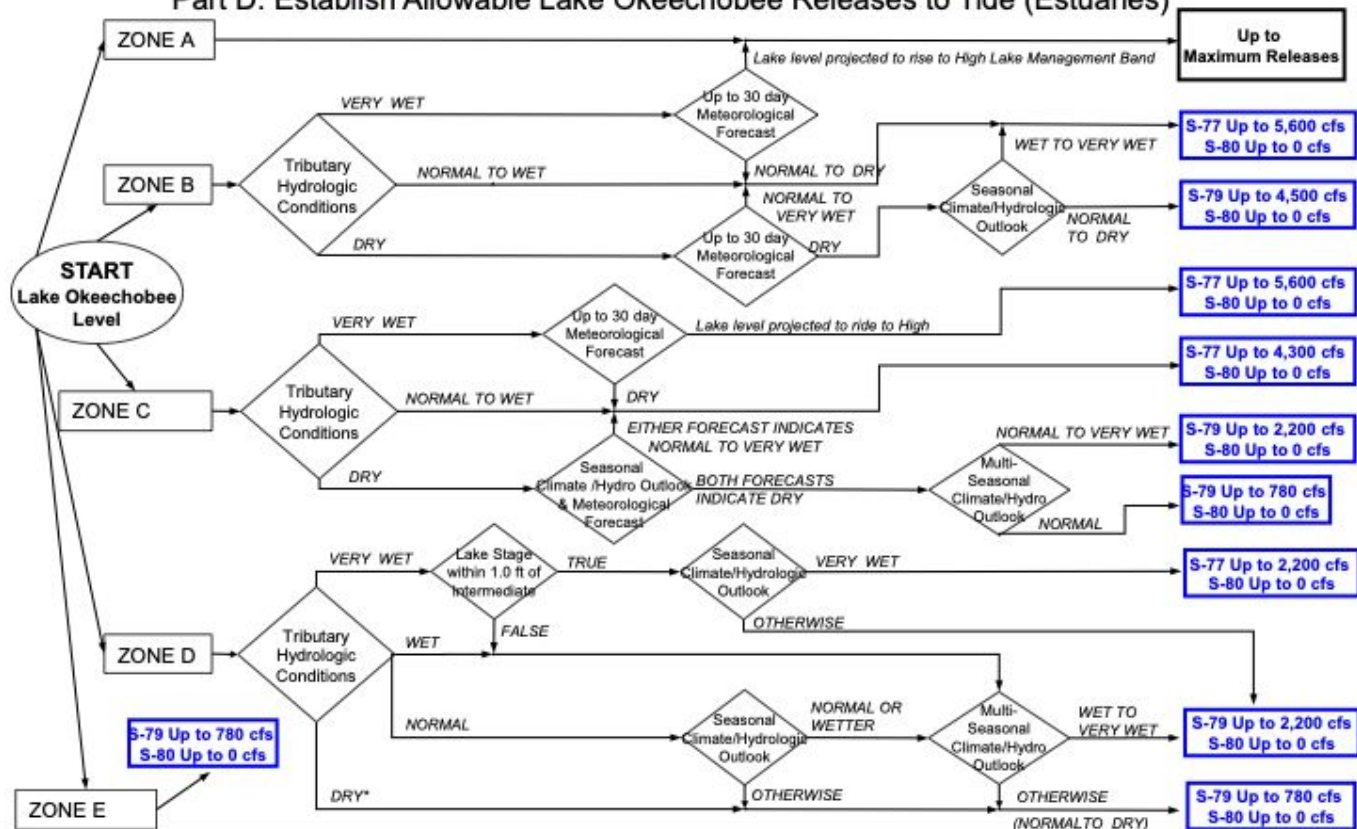 Part D: Establish Allowable Lake Okeechobee Releases to Tide (Estuaries)
ZONE A
Lake level projected to rise to High Lake Management Band
Up to
Maximum Releases
VERY WET
Up to 30 day
Meteorological
Forecast
ZONE B
Tributary
Hydrologic
Conditions
NORMAL TO WET
NORMAL TO DRY
NORMAL TO
VERY WET
DRY
Up to 30 day
Meteorological
Forecast
DRY
WET TO VERY WET
Seasonal
Climate/Hydrologic
Outlook
NORMAL
TO DRY
S-77 Up to 5,600 cfs
S-80 Up to 0 cfs
S-79 Up to 4,500 cfs
S-80 Up to 0 cfs
START
Lake Okeechobee
Level
VERY WET
Up to 30 day
Meteorological
Forecast
Lake level projected to ride to High
S-77 Up to 5,600 cfs
S-80 Up to 0 cfs
ZONE C
Tributary
Hydrologic
Conditions
NORMAL TO WET
DRY
S-77 Up to 4,300 cfs
S-80 Up to 0 cfs
EITHER FORECAST INDICATES
NORMAL TO VERY WET
DRY
Seasonal
Climate /Hydro Outlook
& Meteorological
Forecast
BOTH FORECASTS
INDICATE DRY
NORMAL TO VERY WET
Multi-
Seasonal
Climate/Hydro
Outlook
NORMAL
S-79 Up to 2,200 cfs
S-80 Up to 0 cfs
S-79 Up to 780 cfs
S-80 Up to 0 cfs
VERY WET
Lake Stage
within 1.0 ft of
Intermediate
TRUE
FALSE
Seasonal
Climate/Hydrologic
Outlook
VERY WET
OTHERWISE
S-77 Up to 2,200 cfs
S-80 Up to 0 cfs
ZONE D
Tributary
Hydrologic
Conditions
WET
NORMAL
Seasonal
Climate/Hydrologic
Outlook
NORMAL OR
WETTER
Multi-
Seasonal
Climate/Hydro
Outlook
WET TO
VERY WET
S-79 Up to 2,200 cfs
S-80 Up to 0 cfs
DRY*
OTHERWISE
OTHERWISE
(NORMALTO DRY)
S-79 Up to 780 cfs
S-80 Up to 0 cfs
S-79 Up to 780 cfs
S-80 Up to 0 cfs
ZONE E